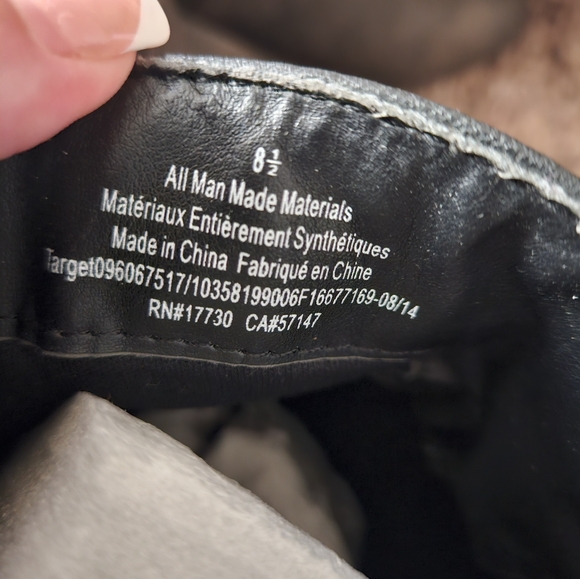 8½
All Man Made Materials
Matériaux Entièrement Synthétiques
Made in China Fabriqué en Chine
Target096067517/10358199006F16677169-08/14
RN#17730 CA#57147